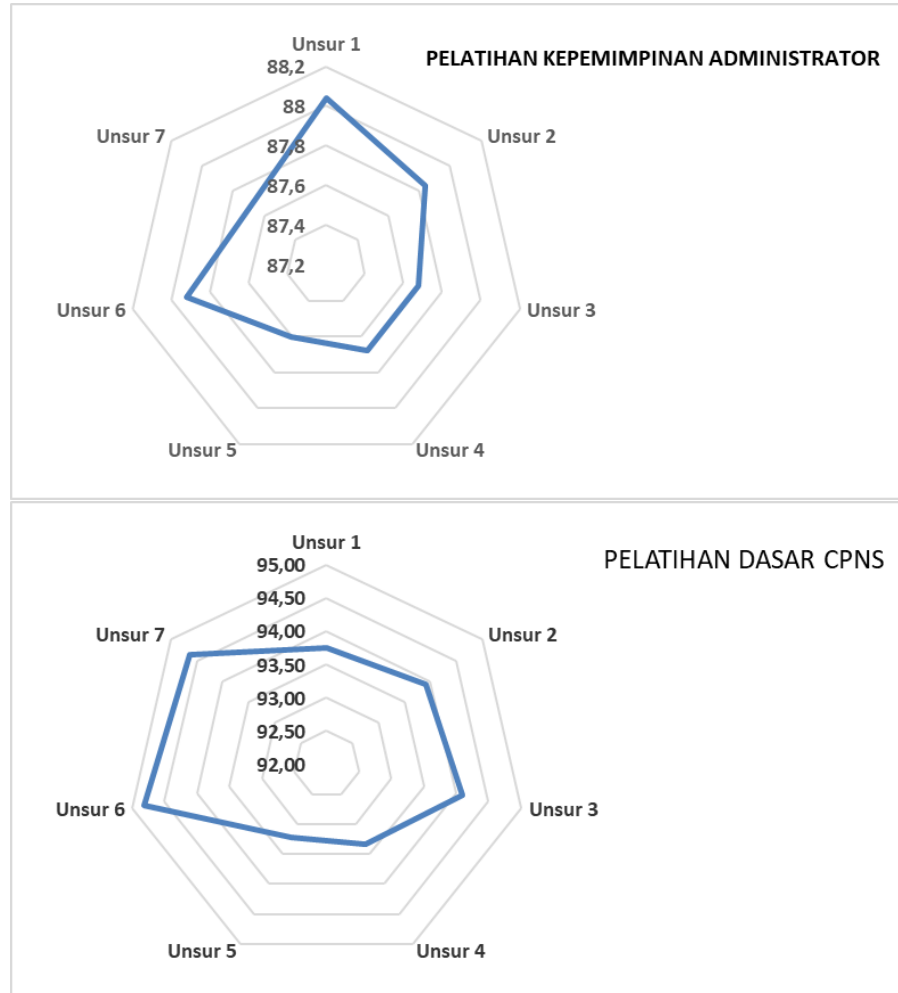 Unsur 1
PELATIHAN KEPEMIMPINAN ADMINISTRATOR
88,2
88
87,8
87,6
87,4
87,2
Unsur 7
Unsur 2
Unsur 6
Unsur 3
Unsur 5
Unsur 4
Unsur 1
PELATIHAN DASAR CPNS
95,00
94,50
94,00
93,50
93,00
92,50
92,00
Unsur 7
Unsur 2
Unsur 6
Unsur 3
Unsur 5
Unsur 4